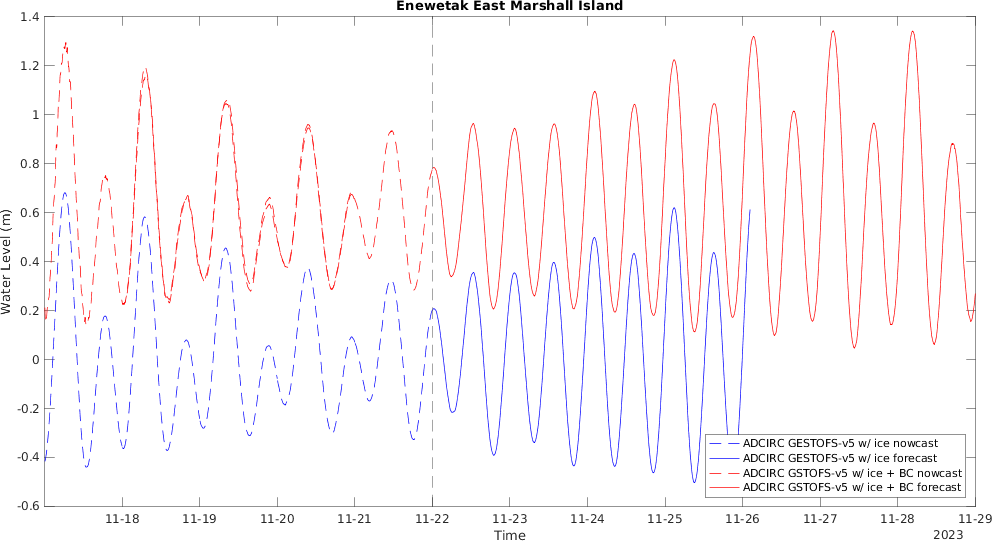 Enewetak East Marshall Island
1.4
1.2
1
0.8
0.6
0.4
0.2
0
-0.2
-0.4
-0.6
Water Level (m)
ADCIRC GESTOFS-v5 w/ ice nowcast
ADCIRC GESTOFS-v5 w/ ice forecast
ADCIRC GSTOFS-v5 w/ ice + BC nowcast
ADCIRC GSTOFS-v5 w/ ice + BC forecast
11-18 11-19 11-20 11-21 11-22 11-23 11-24 11-25 11-26 11-27 11-28 11-29
Time
2023